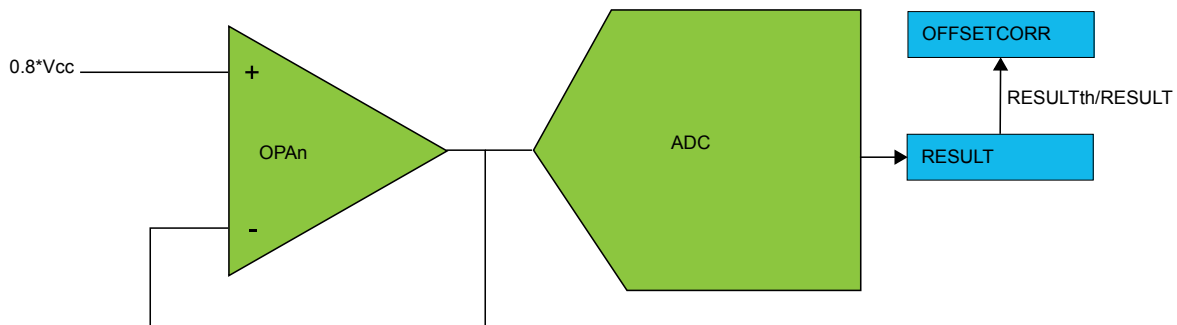 OFFSETCORR
0.8*Vcc
+
RESULTth/RESULT
OPAn
ADC
RESULT
-